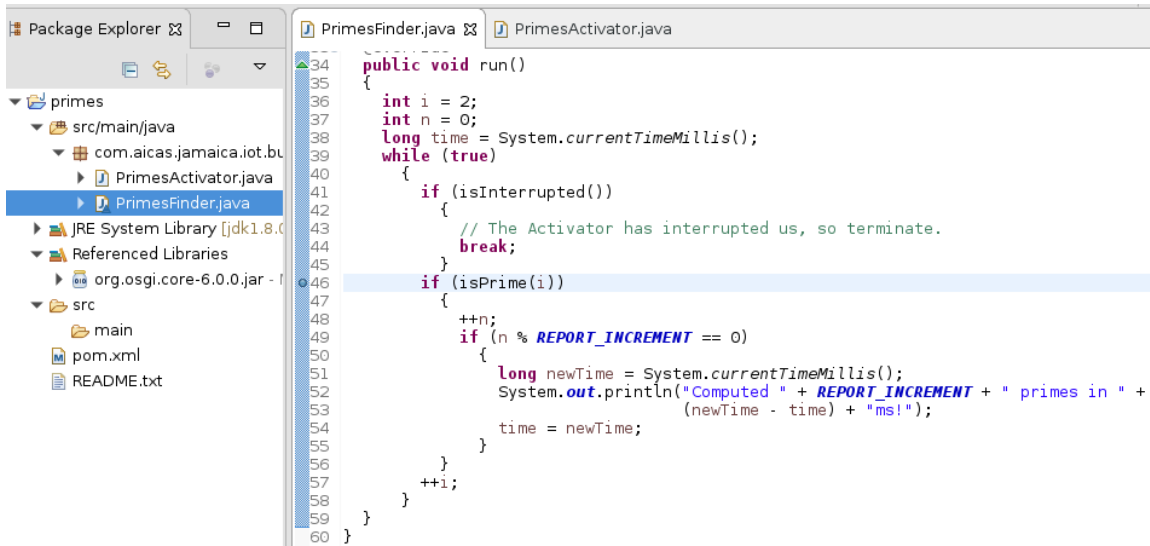 Package Explorer
primes
src/main/java
com.aicas.jamaica.iot.bu
PrimesActivator.java
PrimesFinder.java
JRE System Library [jdk1.8.0
Referenced Libraries
org.osgi.core-6.0.0.jar -
src
main
pom.xml
README.txt
PrimesFinder.java PrimesActivator.java
34 public void run()
35 {
36 int i = 2;
37 int n = 0;
38 long time = System.currentTimeMillis();
39 while (true)
40 {
41 if (isInterrupted())
42 {
43 // The Activator has interrupted us, so terminate.
44 break;
45 }
46 if (isPrime(i))
47 {
48 ++n;
49 if (n % REPORT_INCREMENT == 0)
50 {
51 long newTime = System.currentTimeMillis();
52 System.out.println("Computed " + REPORT_INCREMENT + " primes in " +
53 (newTime - time) + "ms!");
54 time = newTime;
55 }
56 }
57 ++i;
58 }
59 }
60 }